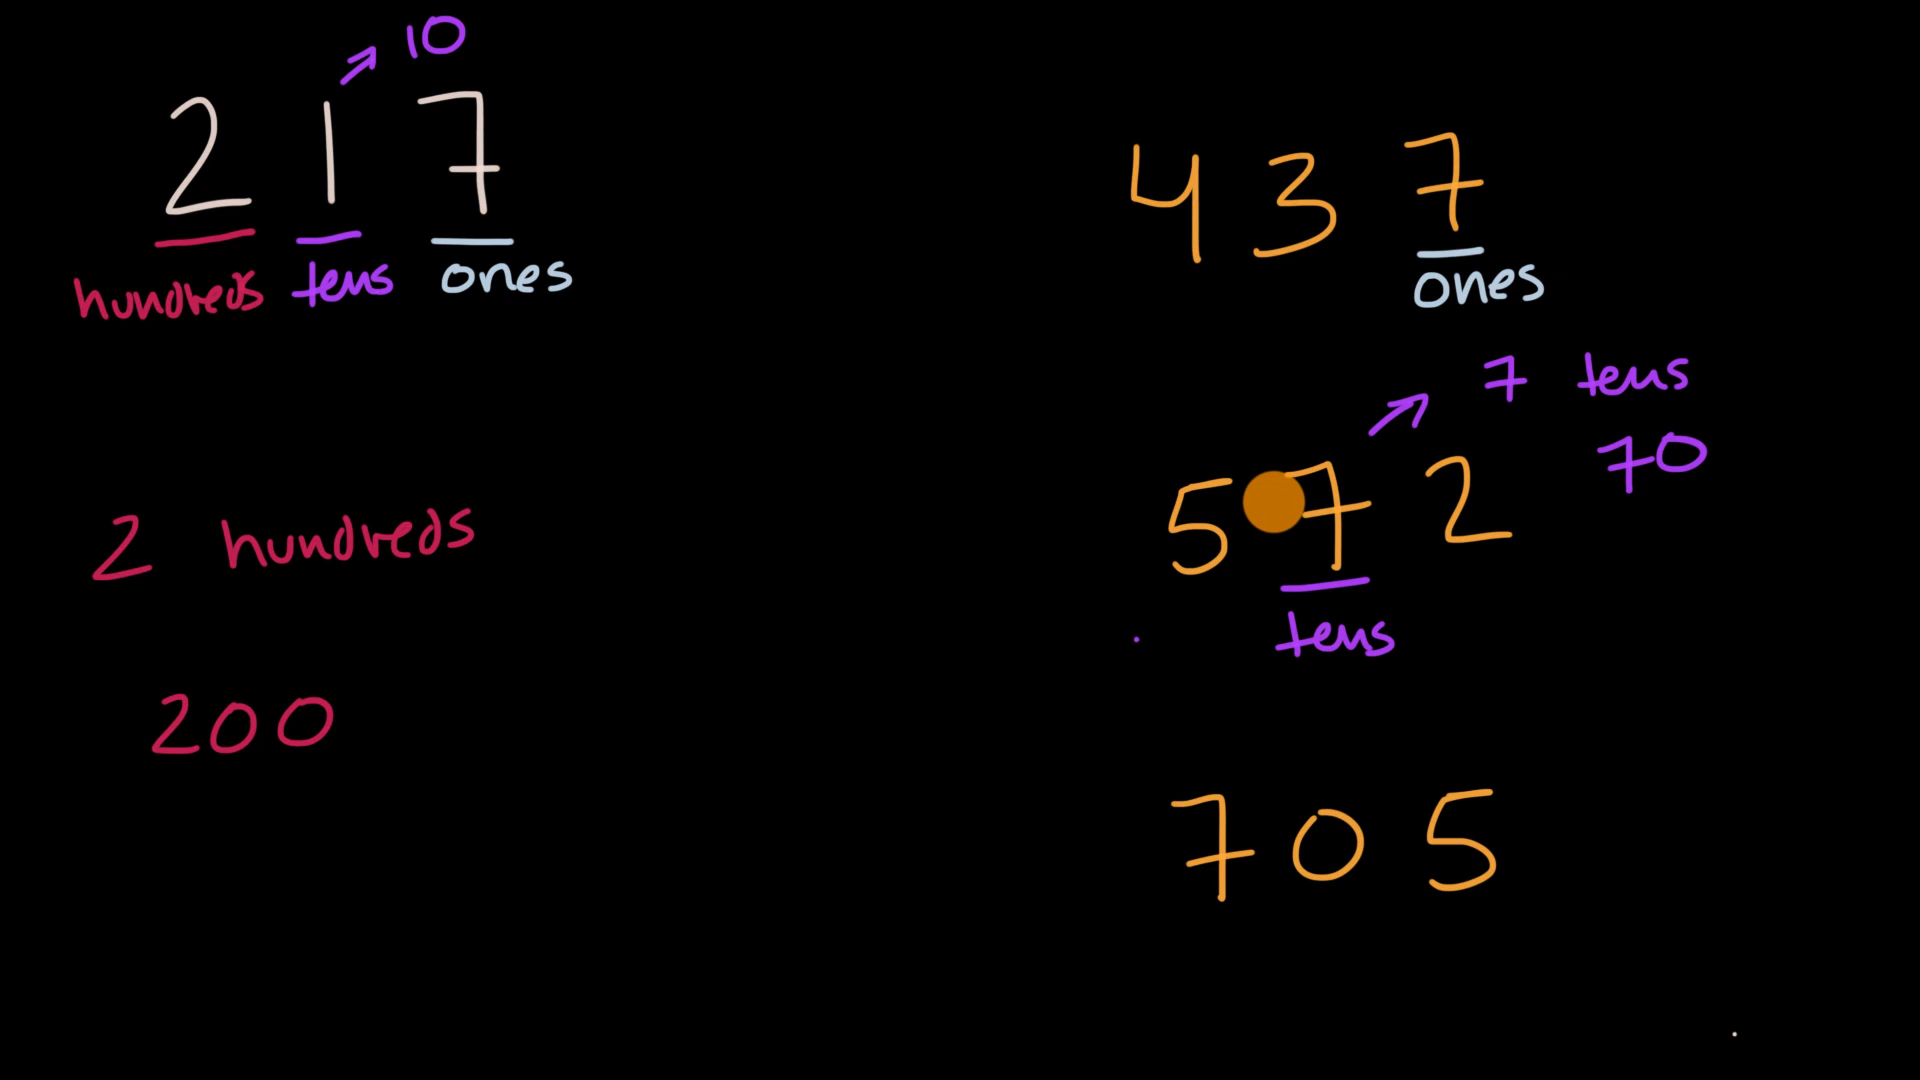 10
2 1 7
hundreds tens ones
2 hundreds
200
4 3 7
ones
7 tens
70
5 7 2
tens
7 0 5